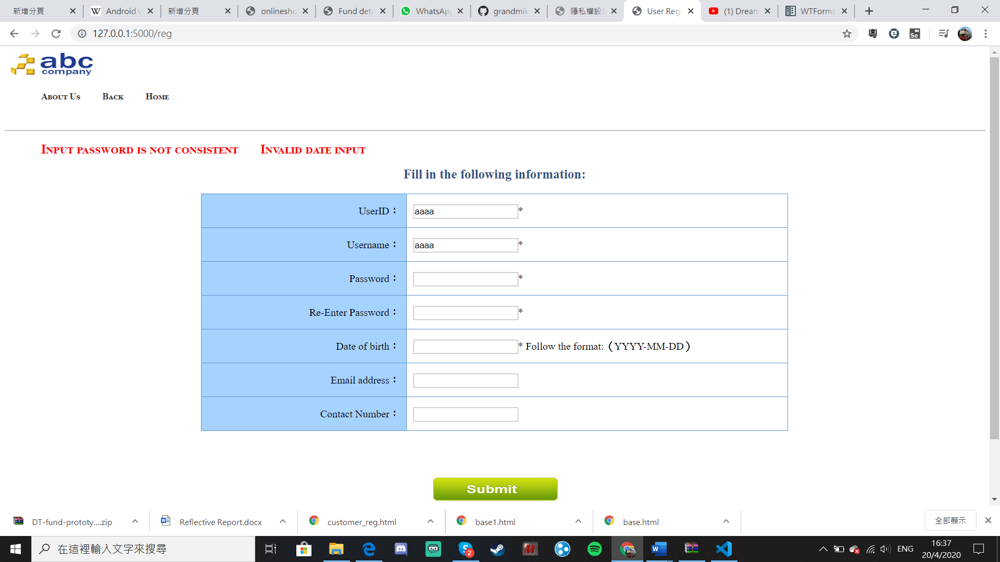 新增分頁
Android v
新增分頁
onlinesho
Fund deta
WhatsApp
grandmik
隱私權設定
User Regi
(1) Dream
WTForms
127.0.0.1:5000/reg
粵
Se
abc
company
About Us Back Home
Input password is not consistent Invalid date input
Fill in the following information:
UserID： aaaa *
Username： aaaa *
Password： *
Re-Enter Password： *
Date of birth： * Follow the format:（YYYY-MM-DD）
Email address：
Contact Number：
Submit
DT-fund-prototy....zip
Reflective Report.docx
customer_reg.html
base1.html
base.html
全部顯示
在這裡輸入文字來搜尋
2
ENG
16:37
20/4/2020